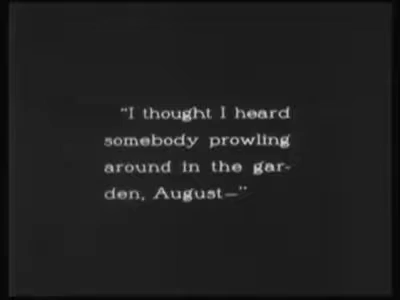 "I thought I heard
somebody prowling
around in the gar-
den, August—"